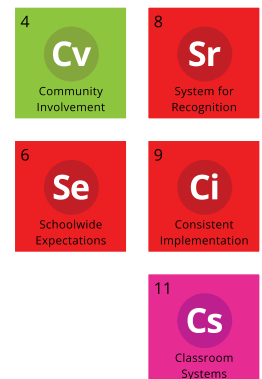 4
Cv
Community
Involvement
8
Sr
System for
Recognition
6
Se
Schoolwide
Expectations
9
Ci
Consistent
Implementation
11
Cs
Classroom
Systems